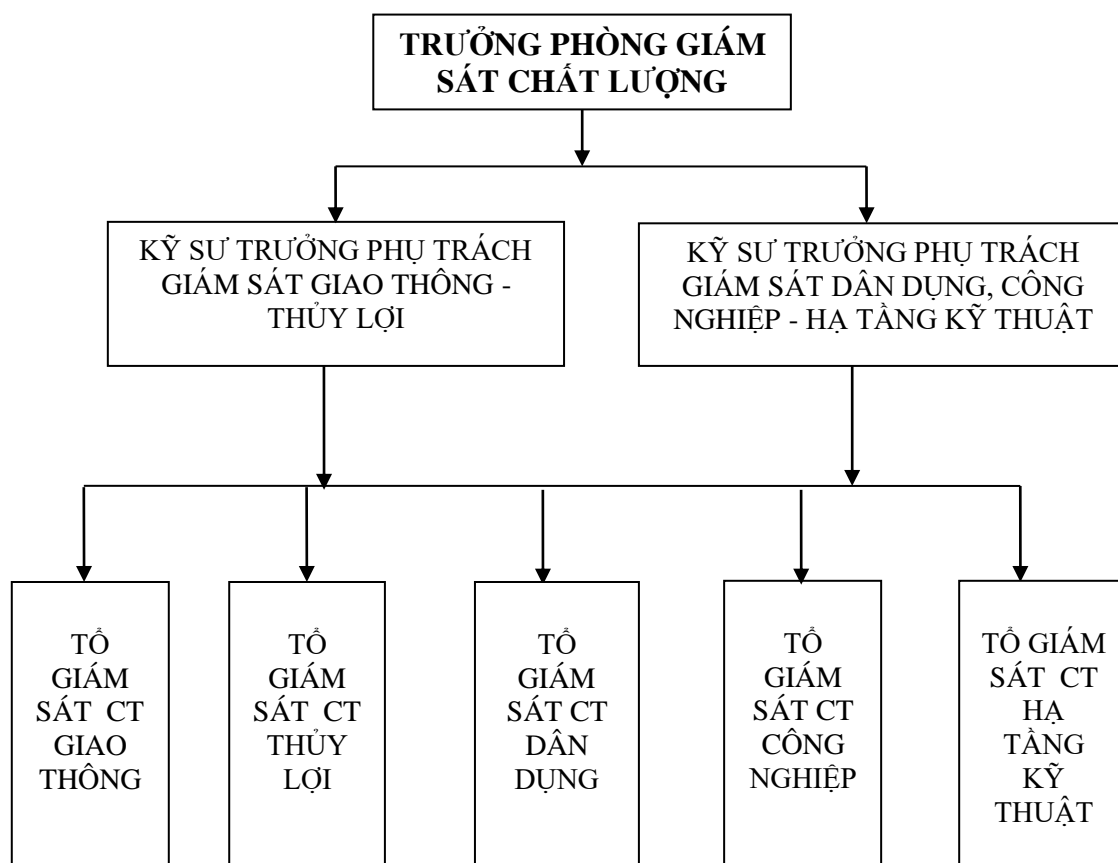 TRƯỞNG PHÒNG GIÁM
SÁT CHẤT LƯỢNG
KỸ SƯ TRƯỞNG PHỤ TRÁCH
GIÁM SÁT GIAO THÔNG -
THỦY LỢI
KỸ SƯ TRƯỞNG PHỤ TRÁCH
GIÁM SÁT DÂN DỤNG, CÔNG
NGHIỆP - HẠ TẦNG KỸ THUẬT
TỔ
GIÁM
SÁT CT
GIAO
THÔNG
TỔ
GIÁM
SÁT CT
THỦY
LỢI
TỔ
GIÁM
SÁT CT
DÂN
DỤNG
TỔ
GIÁM
SÁT CT
CÔNG
NGHIỆP
TỔ GIÁM
SÁT CT
HẠ
TẦNG
KỸ
THUẬT